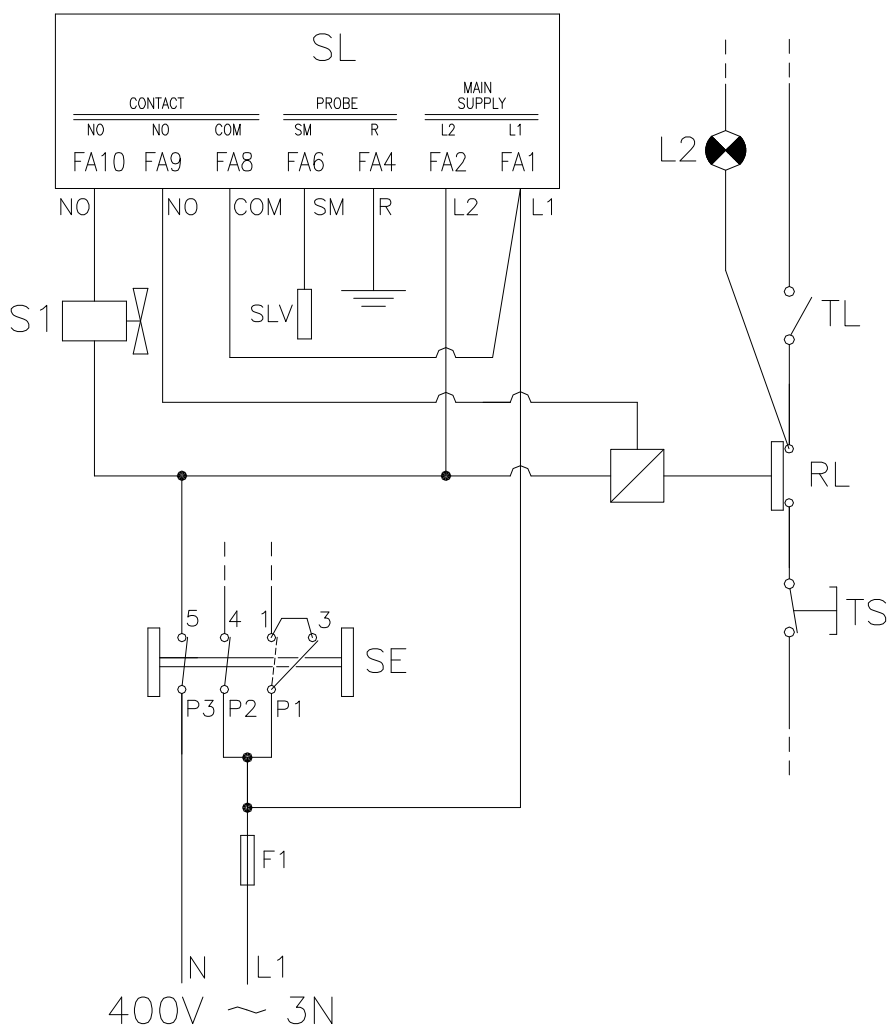 SL
MAIN
CONTACT PROBE SUPPLY
NO NO COM SM R L2 L1
FA10 FA9 FA8 FA6 FA4 FA2 FA1
NO NO COM SM R L2 L1
L2
S1 SLV TL
RL
5 4 1 3 TS
SE
P3 P2 P1
F1
N L1
400V ~ 3N